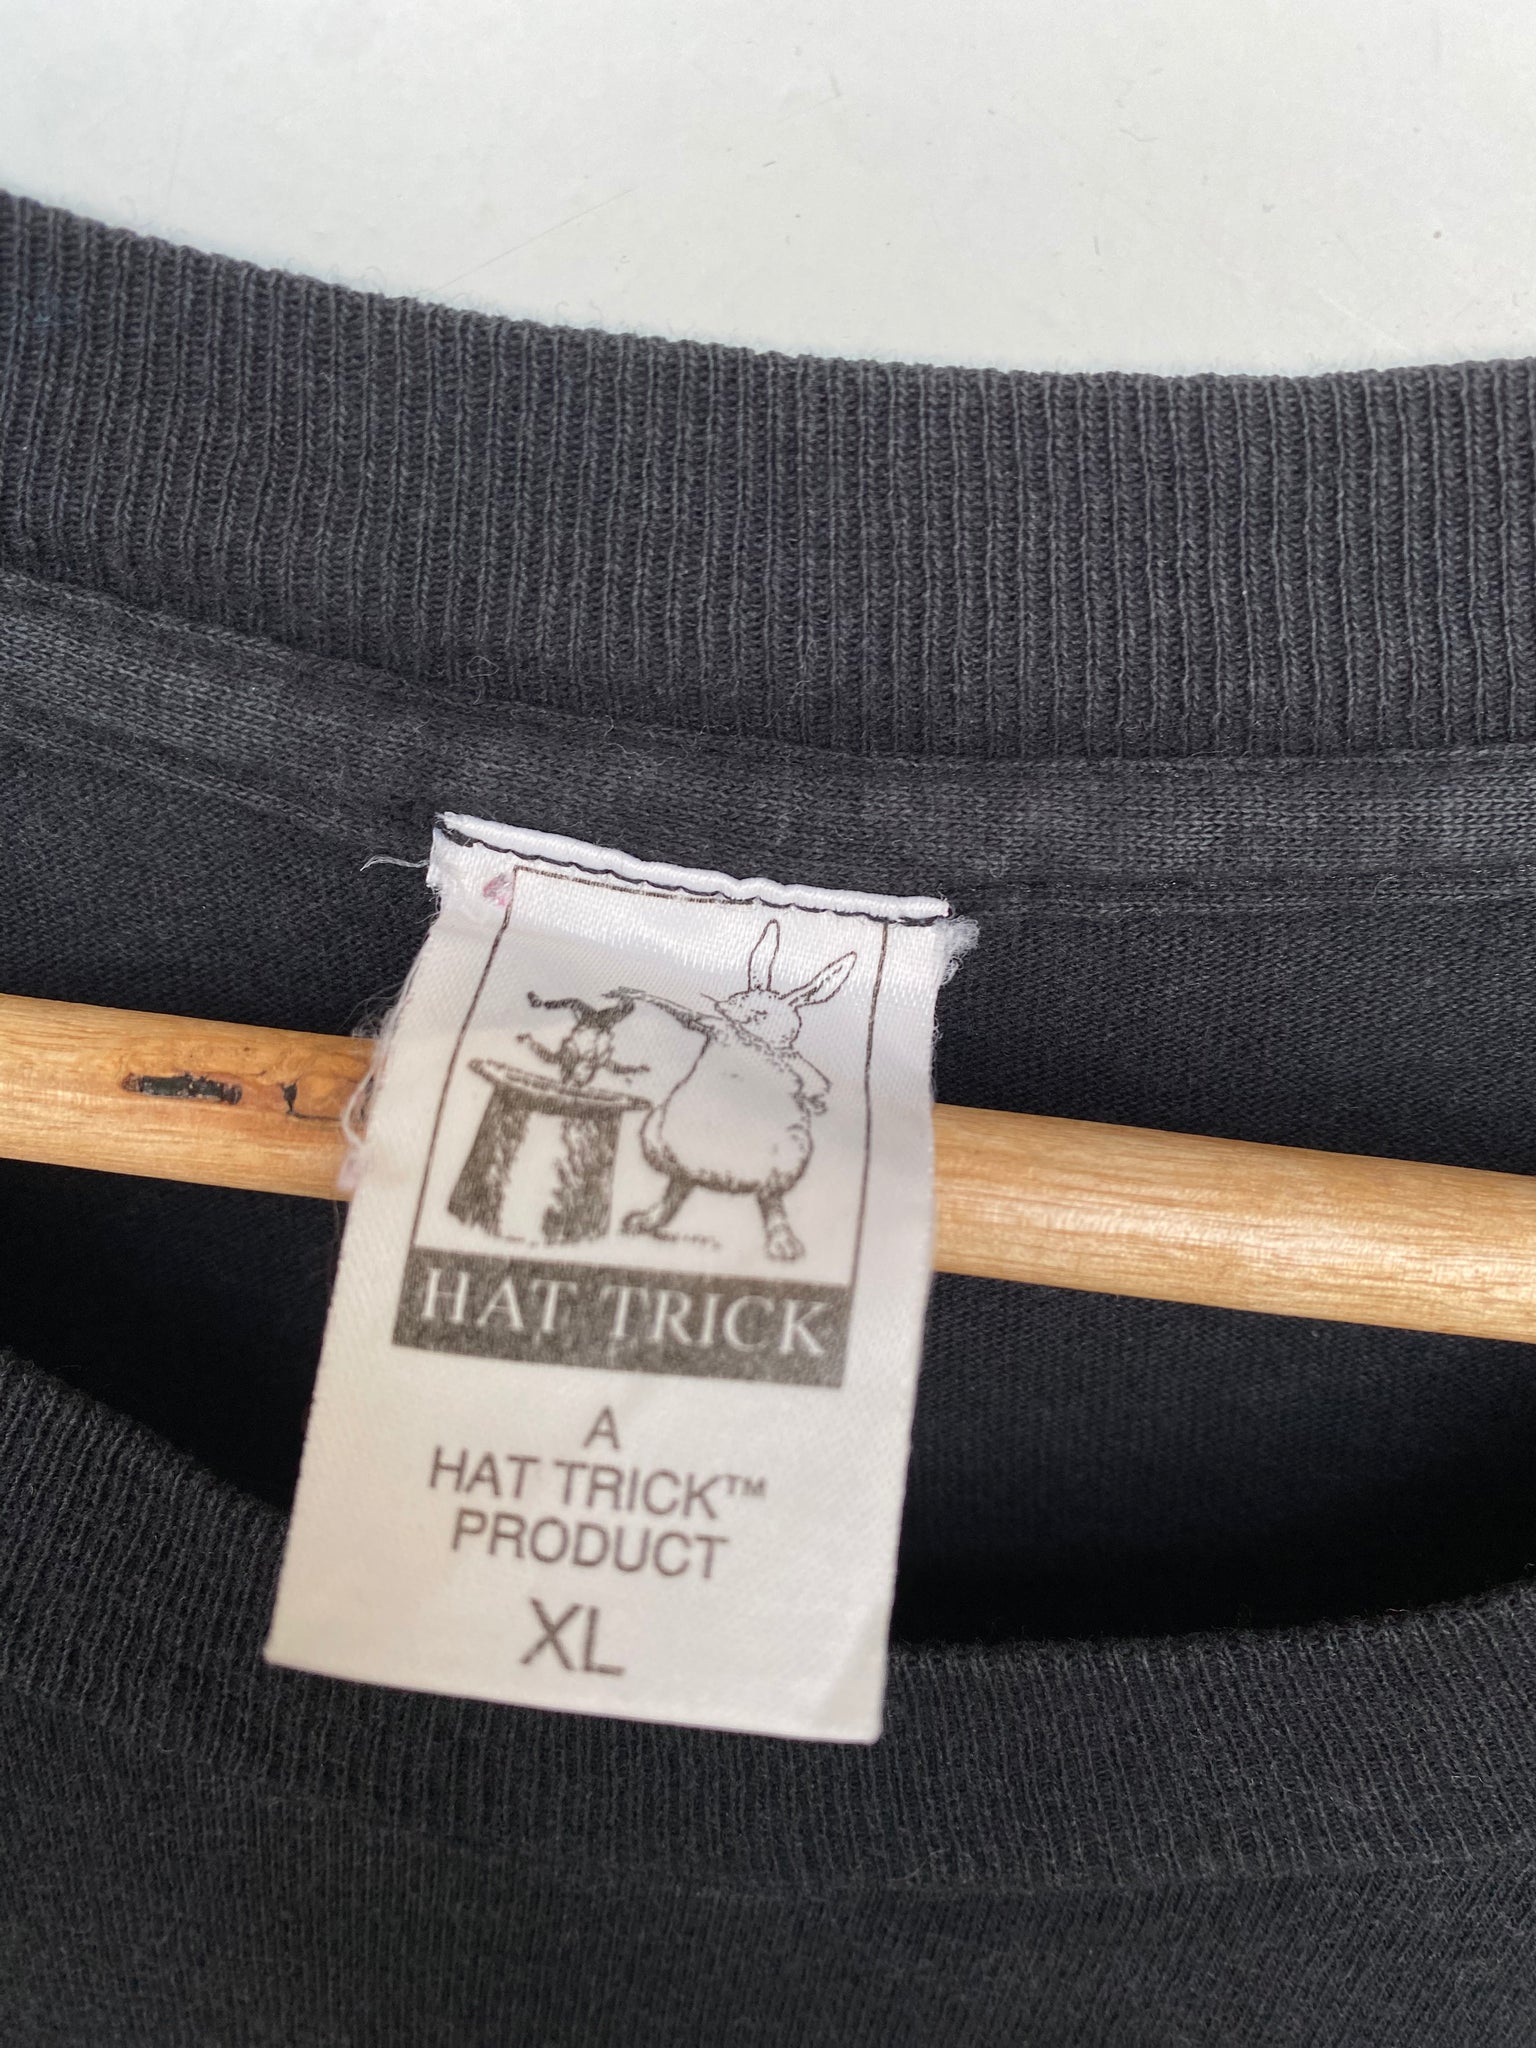 HAT TRICK
A
HAT TRICK™
PRODUCT
XL